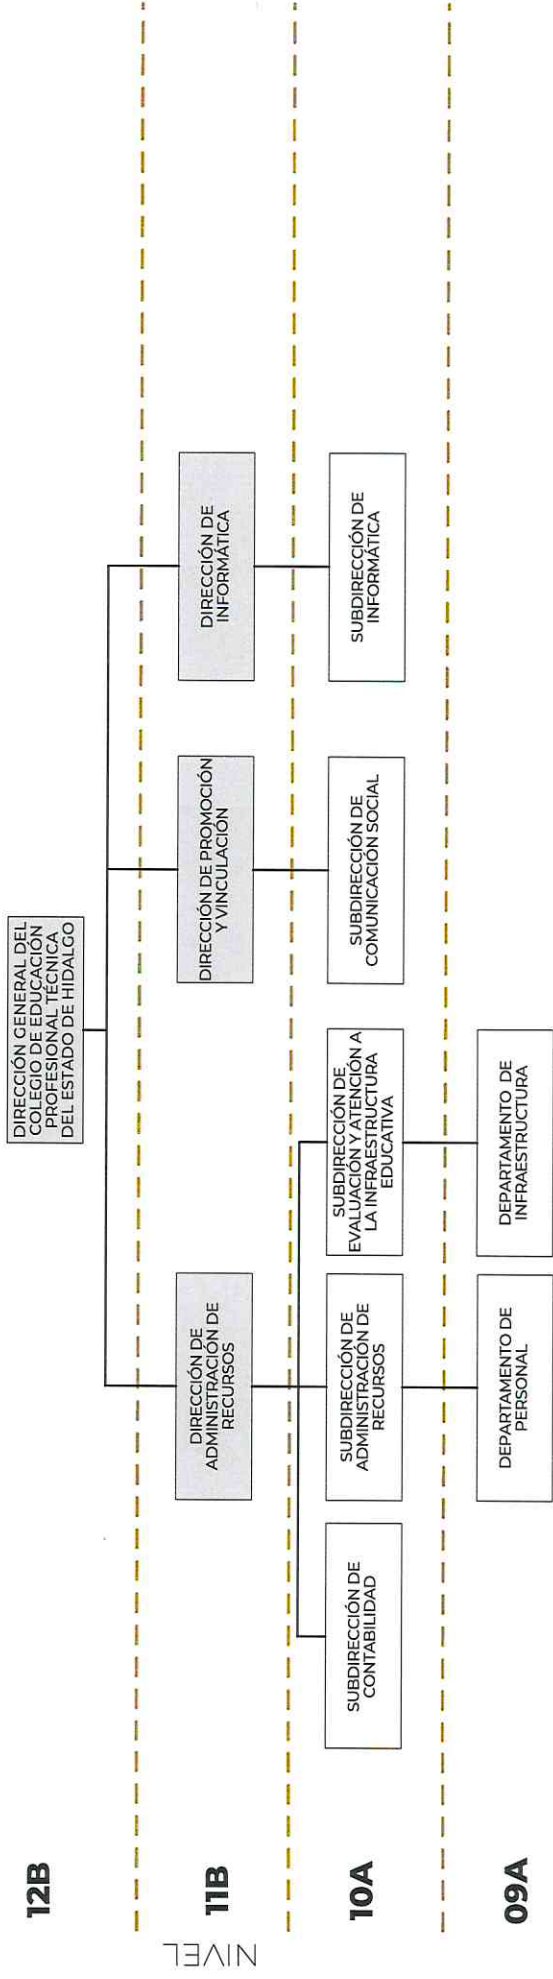 NIVEL
12B
DIRECCIÓN GENERAL DEL
COLEGIO DE EDUCACIÓN
PROFESIONAL TÉCNICA
DEL ESTADO DE HIDALGO
11B
DIRECCIÓN DE
ADMINISTRACIÓN DE
RECURSOS
DIRECCIÓN DE PROMOCIÓN
Y VINCULACIÓN
DIRECCIÓN DE
INFORMÁTICA
10A
SUBDIRECCIÓN DE
CONTABILIDAD
SUBDIRECCIÓN DE
ADMINISTRACIÓN DE
RECURSOS
SUBDIRECCIÓN DE
EVALUACIÓN Y ATENCIÓN A
LA INFRAESTRUCTURA
EDUCATIVA
SUBDIRECCIÓN DE
COMUNICACIÓN SOCIAL
SUBDIRECCIÓN DE
INFORMÁTICA
09A
DEPARTAMENTO DE
PERSONAL
DEPARTAMENTO DE
INFRAESTRUCTURA